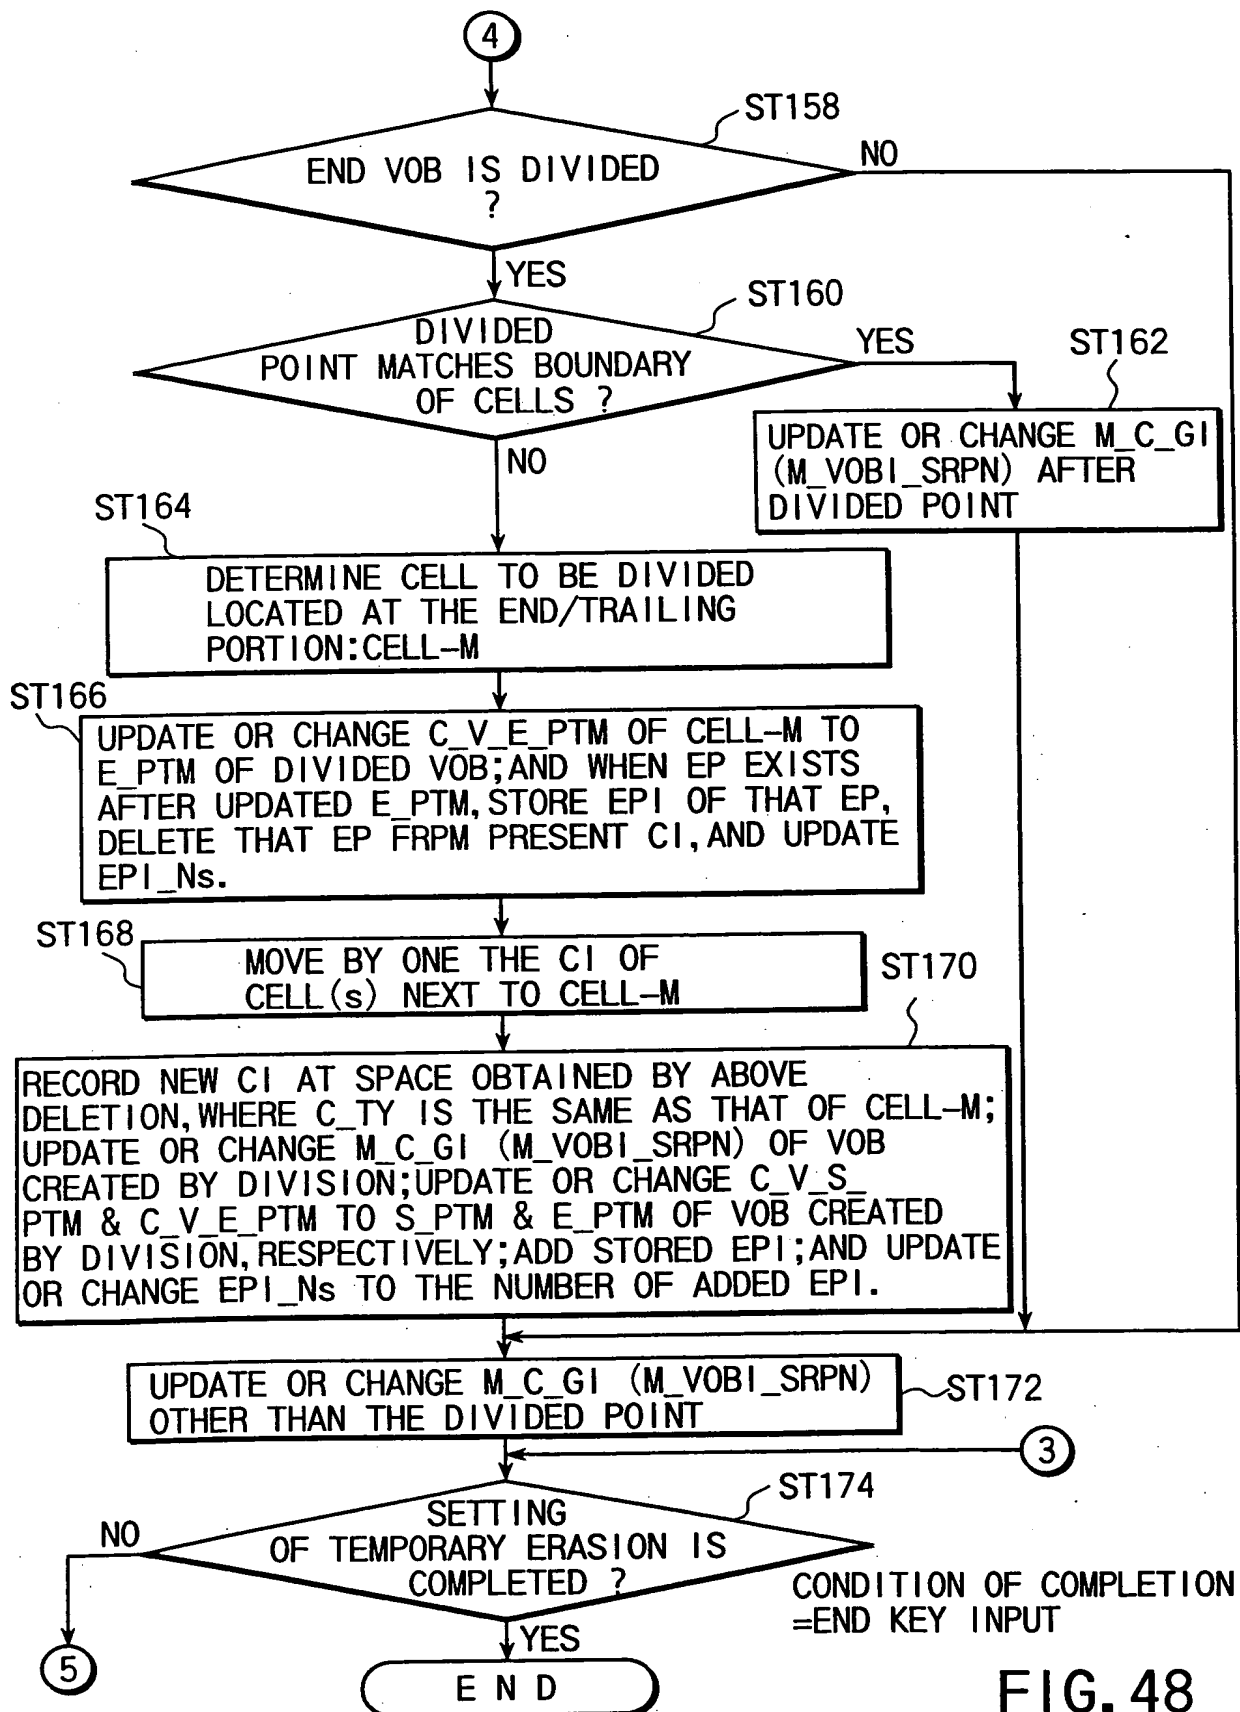 4
ST158
END VOB IS DIVIDED
?
NO
YES
ST160
DIVIDED
POINT MATCHES BOUNDARY
OF CELLS ?
YES
ST162
UPDATE OR CHANGE M_C_GI
(M_VOBI_SRPN) AFTER
DIVIDED POINT
NO
ST164
DETERMINE CELL TO BE DIVIDED
LOCATED AT THE END/TRAILING
PORTION:CELL-M
ST166
UPDATE OR CHANGE C_V_E_PTM OF CELL-M TO
E_PTM OF DIVIDED VOB;AND WHEN EP EXISTS
AFTER UPDATED E_PTM,STORE EPI OF THAT EP,
DELETE THAT EP FRPM PRESENT CI,AND UPDATE
EPI_Ns.
ST168
MOVE BY ONE THE CI OF
CELL(s) NEXT TO CELL-M
ST170
RECORD NEW CI AT SPACE OBTAINED BY ABOVE
DELETION,WHERE C_TY IS THE SAME AS THAT OF CELL-M;
UPDATE OR CHANGE M_C_GI (M_VOBI_SRPN) OF VOB
CREATED BY DIVISION;UPDATE OR CHANGE C_V_S_
PTM & C_V_E_PTM TO S_PTM & E_PTM OF VOB CREATED
BY DIVISION,RESPECTIVELY;ADD STORED EPI;AND UPDATE
OR CHANGE EPI_Ns TO THE NUMBER OF ADDED EPI.
UPDATE OR CHANGE M_C_GI (M_VOBI_SRPN)
OTHER THAN THE DIVIDED POINT
ST172
3
ST174
SETTING
OF TEMPORARY ERASION IS
COMPLETED ?
NO
CONDITION OF COMPLETION
=END KEY INPUT
YES
5
END
FIG.48